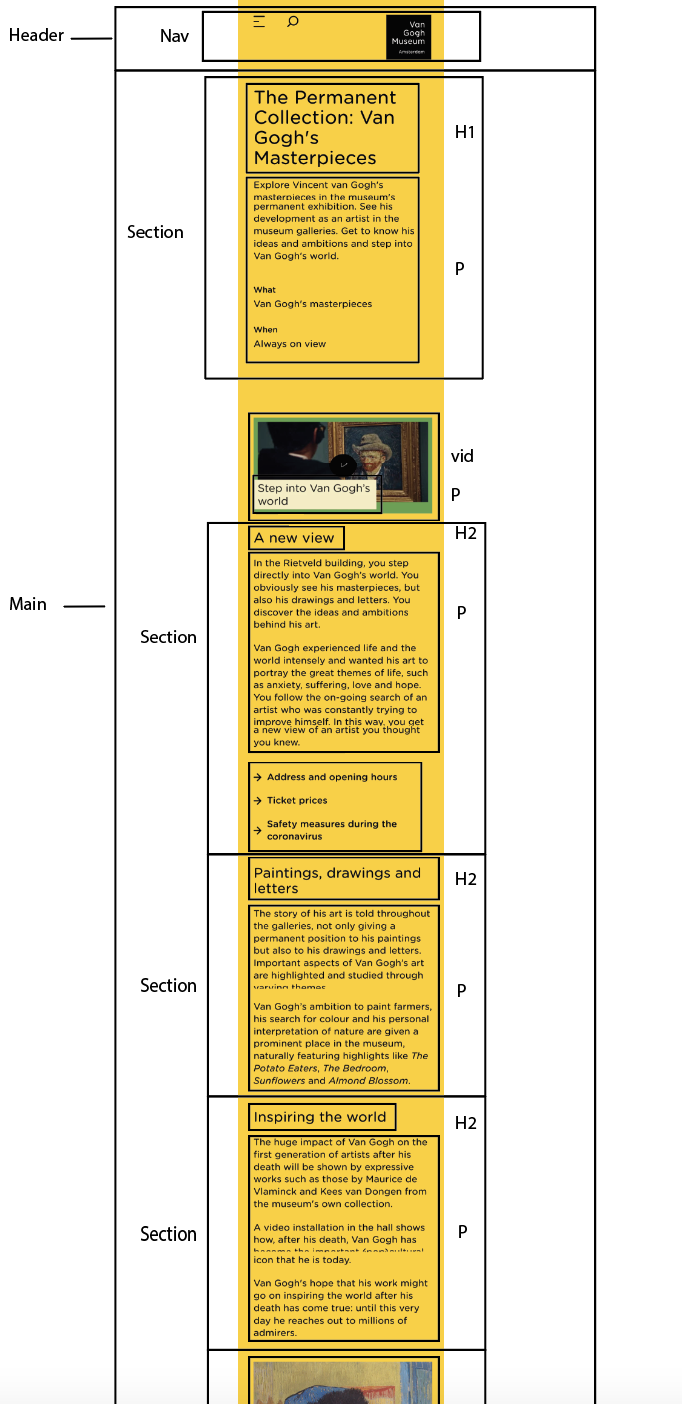 Header
Nav
Van
Gogh
Museum
Amsterdam
The Permanent
Collection: Van
Gogh's
Masterpieces
H1
Explore Vincent van Gogh's
masterpieces in the museum's
permanent exhibition. See his
development as an artist in the
museum galleries. Get to know his
ideas and ambitions and step into
Van Gogh's world.
Section
P
What
Van Gogh's masterpieces
When
Always on view
vid
Step into Van Gogh's
world
P
A new view
H2
In the Rietveld building, you step
directly into Van Gogh's world. You
obviously see his masterpieces, but
also his drawings and letters. You
discover the ideas and ambitions
behind his art.
Main
P
Section
Van Gogh experienced life and the
world intensely and wanted his art to
portray the great themes of life, such
as anxiety, suffering, love and hope.
You follow the on-going search of an
artist who was constantly trying to
improve himself. In this way, you get
a new view of an artist you thought
you knew.
→ Address and opening hours
→ Ticket prices
→ Safety measures during the
coronavirus
Paintings, drawings and
letters
H2
The story of his art is told throughout
the galleries, not only giving a
permanent position to his paintings
but also to his drawings and letters.
Important aspects of Van Gogh's art
are highlighted and studied through
varying themes.
Section
P
Van Gogh's ambition to paint farmers,
his search for colour and his personal
interpretation of nature are given a
prominent place in the museum,
naturally featuring highlights like The
Potato Eaters, The Bedroom,
Sunflowers and Almond Blossom.
Inspiring the world
H2
The huge impact of Van Gogh on the
first generation of artists after his
death will be shown by expressive
works such as those by Maurice de
Vlaminck and Kees van Dongen from
the museum's own collection.
Section
P
A video installation in the hall shows
how, after his death, Van Gogh has
become the important (pop)cultural
icon that he is today.
Van Gogh's hope that his work might
go on inspiring the world after his
death has come true: until this very
day he reaches out to millions of
admirers.